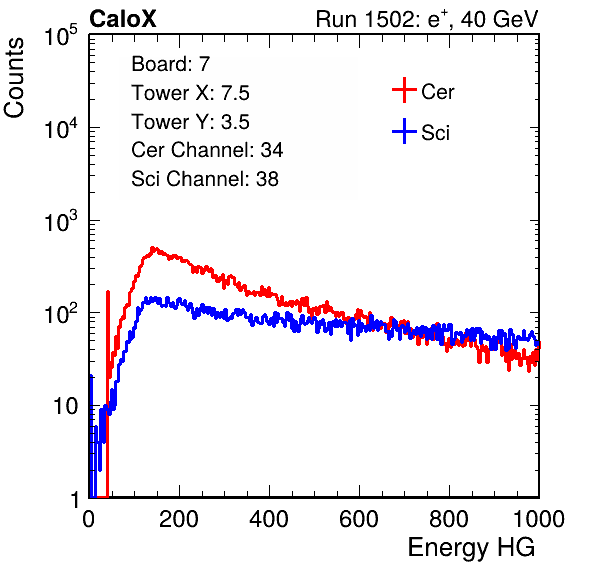 CaloX Run 1502: e⁺, 40 GeV
Counts
10⁵
10⁴
10³
10²
10
1
Board: 7
Tower X: 7.5
Tower Y: 3.5
Cer Channel: 34
Sci Channel: 38
Cer
Sci
0 200 400 600 800 1000
Energy HG